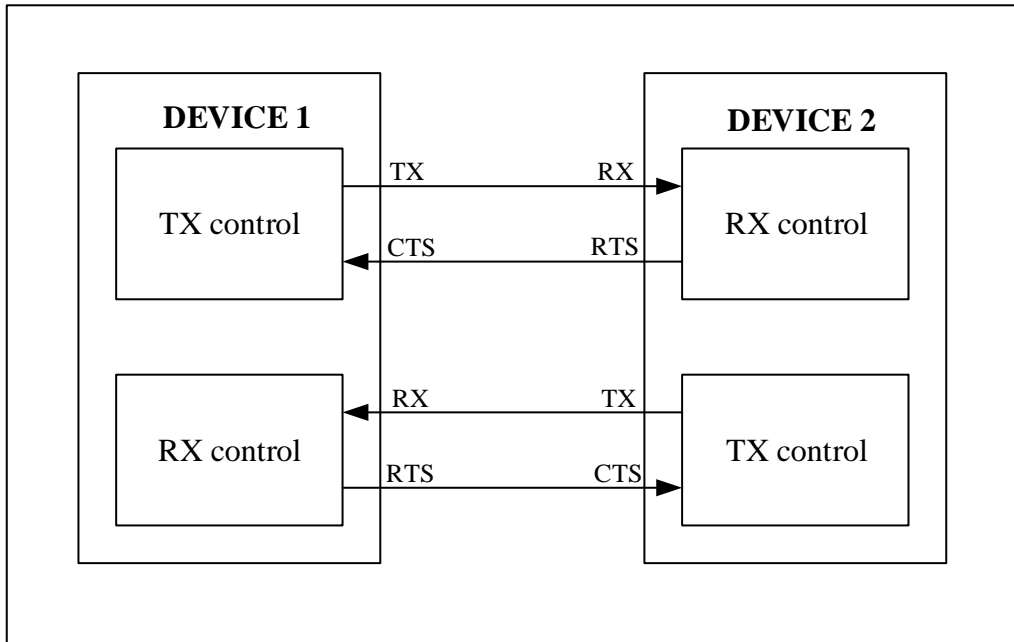 DEVICE 1
DEVICE 2
TX control
TX
RX
CTS
RTS
RX control
RX control
RX
TX
RTS
CTS
TX control